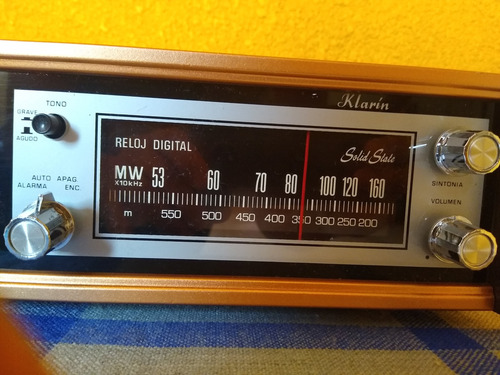 Klarín
TONO
GRAVE
AGUDO
AUTO APAG.
ALARMA ENC.
RELOJ DIGITAL
Solid State
MW 53 60 70 80 100 120 160
X10kHz
m 550 500 450 400 350 300 250 200
SINTONIA
VOLUMEN